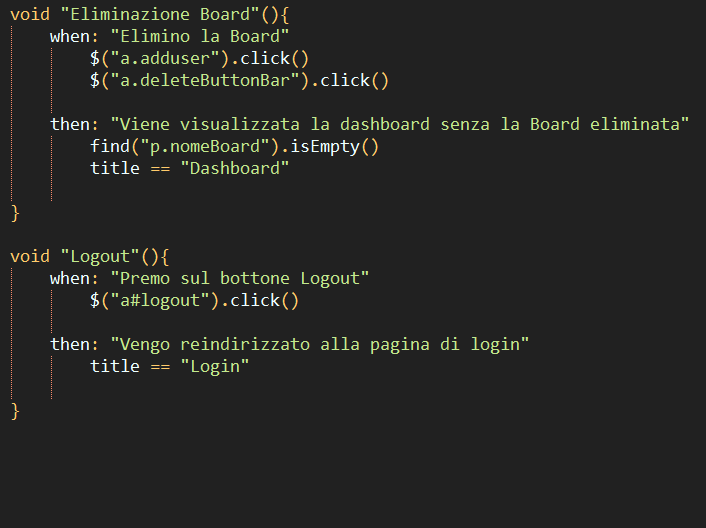 void "Eliminazione Board"(){
when: "Elimino la Board"
$("a.adduser").click()
$("a.deleteButtonBar").click()
then: "Viene visualizzata la dashboard senza la Board eliminata"
find("p.nomeBoard").isEmpty()
title == "Dashboard"
}
void "Logout"(){
when: "Premo sul bottone Logout"
$("a#logout").click()
then: "Vengo reindirizzato alla pagina di login"
title == "Login"
}